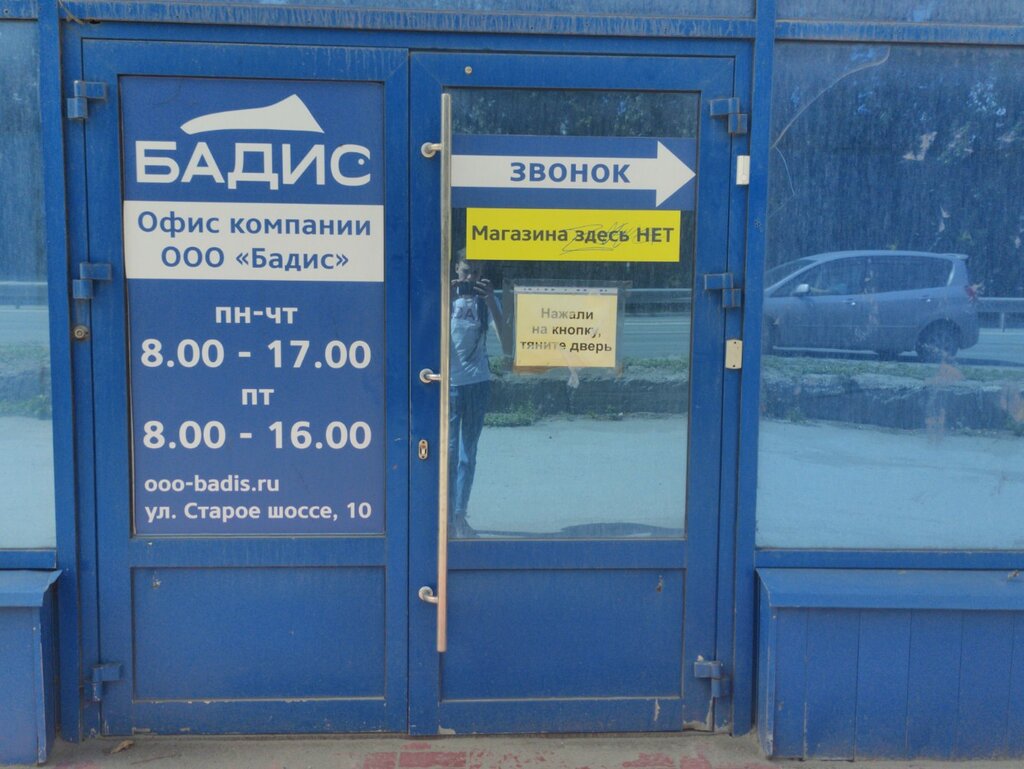 БАДИС
Офис компании
ООО «Бадис»
пн-чт
8.00 - 17.00
пт
8.00 - 16.00
ooo-badis.ru
ул. Старое шоссе, 10
ЗВОНОК
Магазина здесь НЕТ
Нажали
на кнопку,
тяните дверь